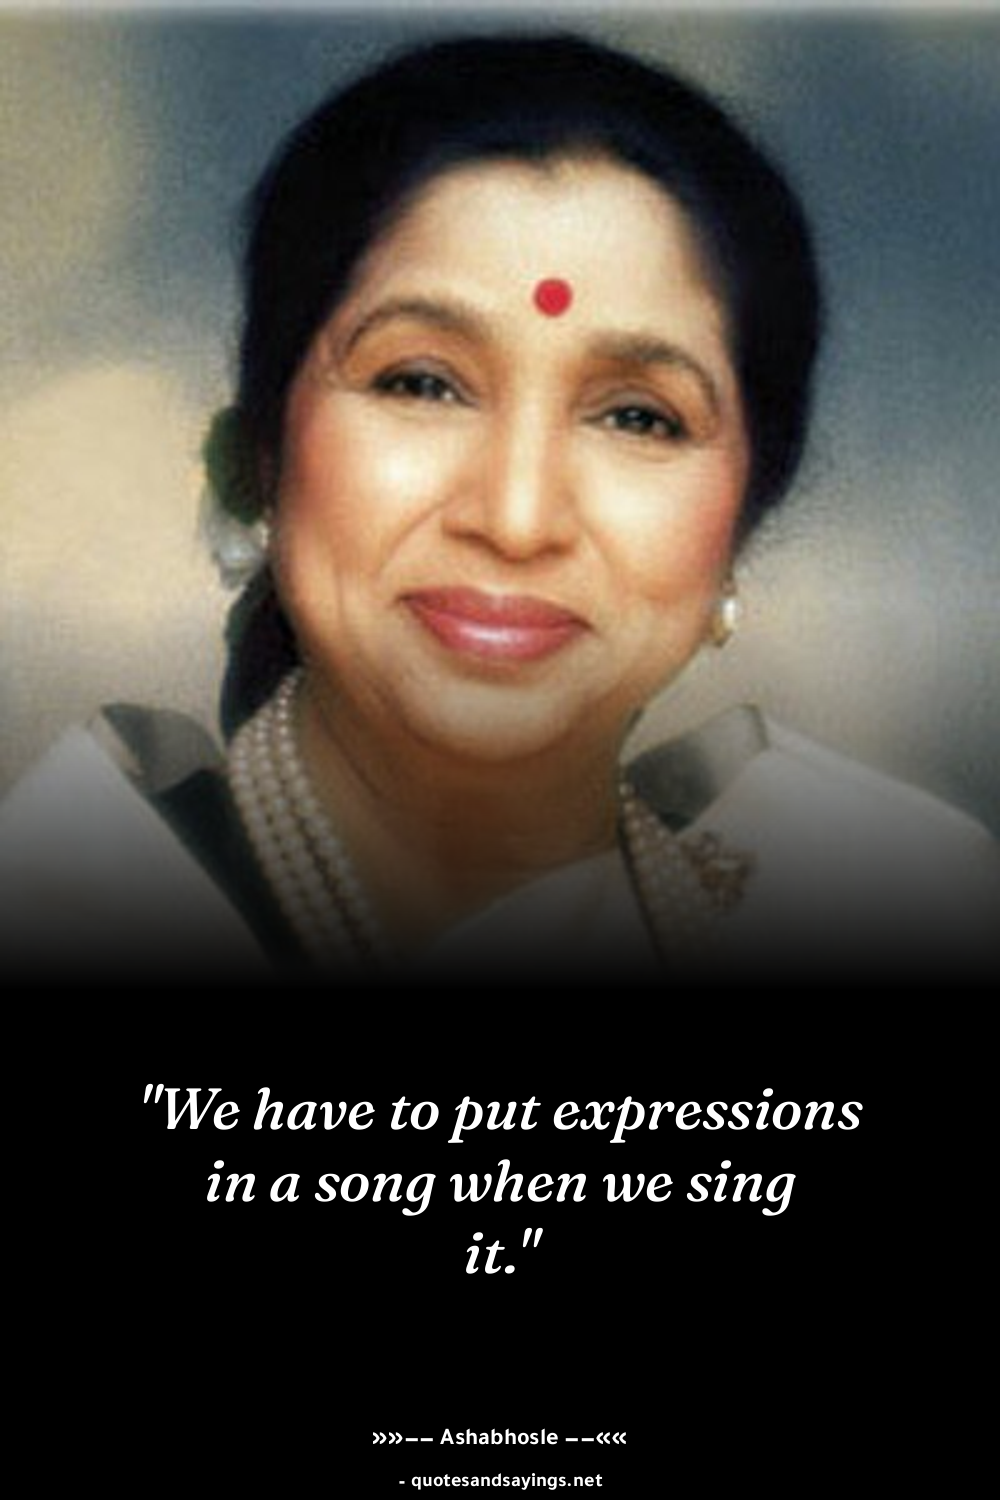 "We have to put expressions
in a song when we sing
it."
»»−− Ashabhosle −−««
- quotesandsayings.net